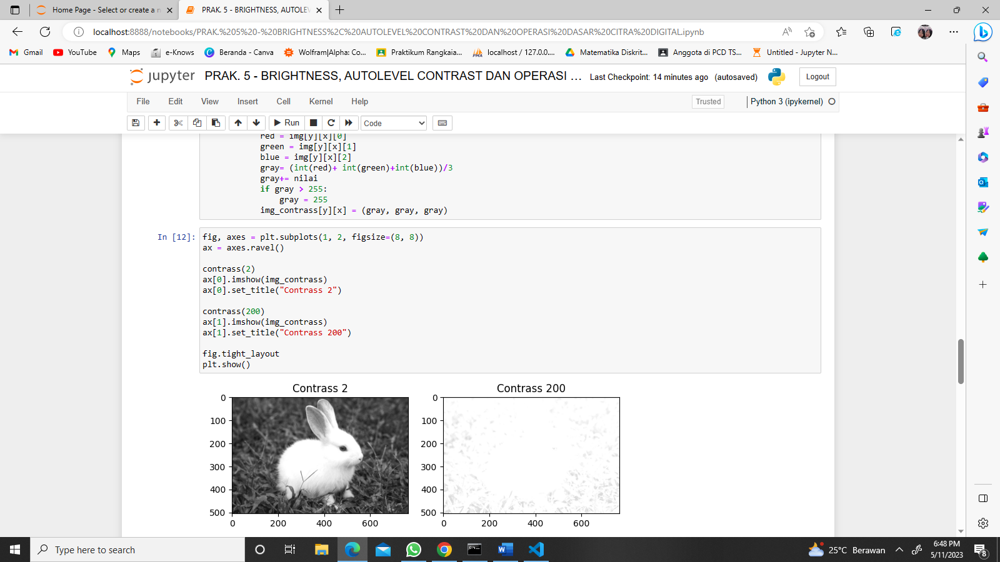 Home Page - Select or create a n
PRAK. 5 - BRIGHTNESS, AUTOLEV
localhost:8888/notebooks/PRAK.%205%20-%20BRIGHTNESS%2C%20AUTOLEVEL%20CONTRAST%20DAN%20OPERASI%20DASAR%20CITRA%20DIGITAL.ipynb
Gmail YouTube Maps e-Knows Beranda - Canva Wolfram|Alpha: Co... Praktikum Rangkaia... localhost / 127.0.0.... Matematika Diskrit... Anggota di PCD TS... Untitled - Jupyter N...
jupyter PRAK. 5 - BRIGHTNESS, AUTOLEVEL CONTRAST DAN OPERASI ... Last Checkpoint: 14 minutes ago (autosaved) Logout
File Edit View Insert Cell Kernel Help Trusted Python 3 (ipykernel)
Run Code
red = img[y][x][0]
green = img[y][x][1]
blue = img[y][x][2]
gray= (int(red)+ int(green)+int(blue))/3
gray+= nilai
if gray > 255:
gray = 255
img_contrass[y][x] = (gray, gray, gray)
In [12]:
fig, axes = plt.subplots(1, 2, figsize=(8, 8))
ax = axes.ravel()
contrass(2)
ax[0].imshow(img_contrass)
ax[0].set_title("Contrass 2")
contrass(200)
ax[1].imshow(img_contrass)
ax[1].set_title("Contrass 200")
fig.tight_layout
plt.show()
Contrass 2
0
100
200
300
400
500
0 200 400 600
Contrass 200
0
100
200
300
400
500
0 200 400 600
Type here to search
25°C Berawan
6:48 PM
5/11/2023
8